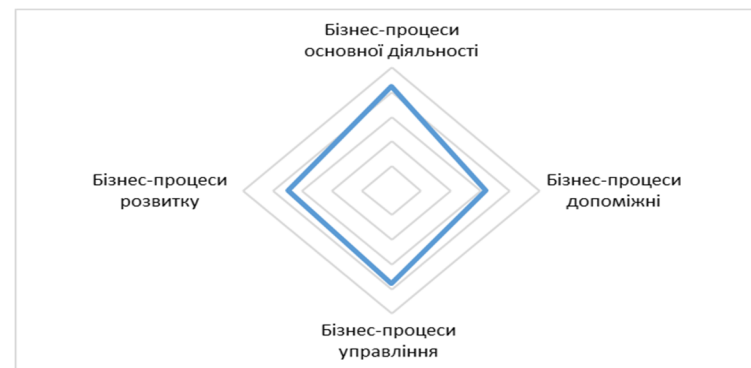 Бізнес-процеси
основної діяльності
Бізнес-процеси
розвитку
Бізнес-процеси
допоміжні
Бізнес-процеси
управління